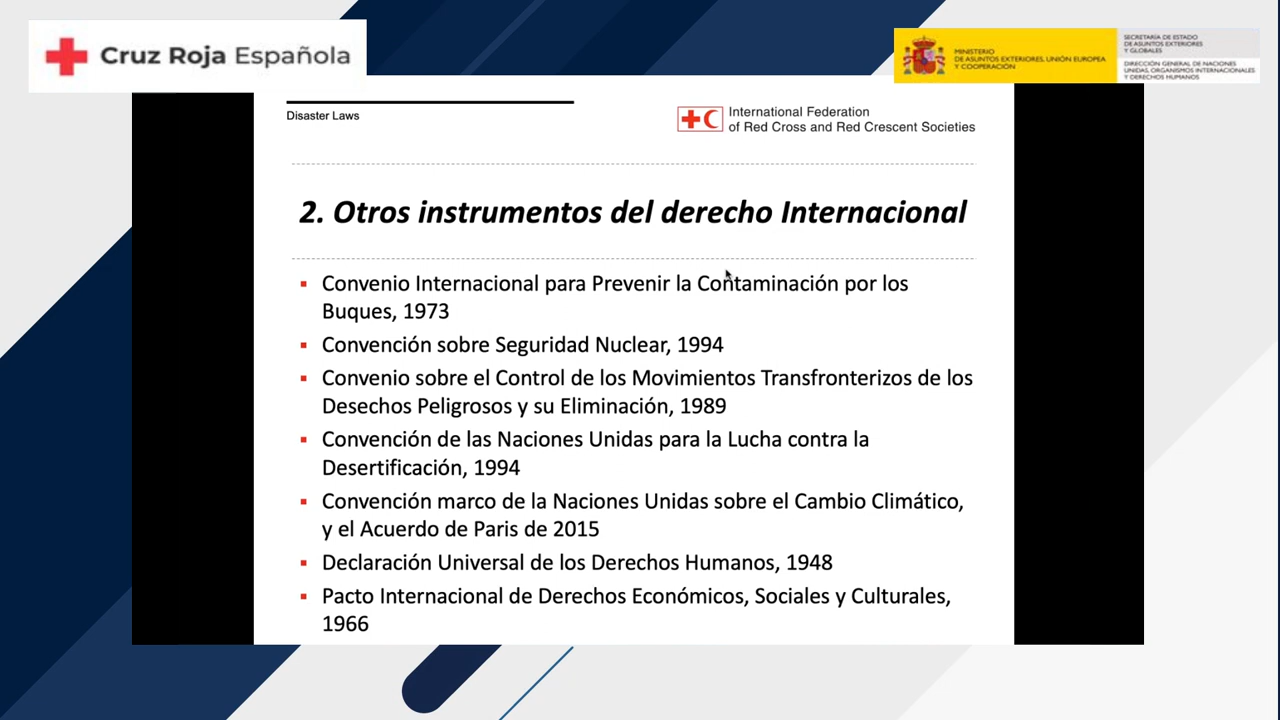 Cruz Roja Española
MINISTERIO
DE ASUNTOS EXTERIORES, UNIÓN EUROPEA
Y COOPERACIÓN
SECRETARÍA DE ESTADO
DE ASUNTOS EXTERIORES
Y GLOBALES
DIRECCIÓN GENERAL DE NACIONES
UNIDAS, ORGANISMOS INTERNACIONALES
Y DERECHOS HUMANOS
Disaster Laws
International Federation
of Red Cross and Red Crescent Societies
2. Otros instrumentos del derecho Internacional
Convenio Internacional para Prevenir la Contaminación por los
Buques, 1973
Convención sobre Seguridad Nuclear, 1994
Convenio sobre el Control de los Movimientos Transfronterizos de los
Desechos Peligrosos y su Eliminación, 1989
Convención de las Naciones Unidas para la Lucha contra la
Desertificación, 1994
Convención marco de la Naciones Unidas sobre el Cambio Climático,
y el Acuerdo de Paris de 2015
Declaración Universal de los Derechos Humanos, 1948
Pacto Internacional de Derechos Económicos, Sociales y Culturales,
1966